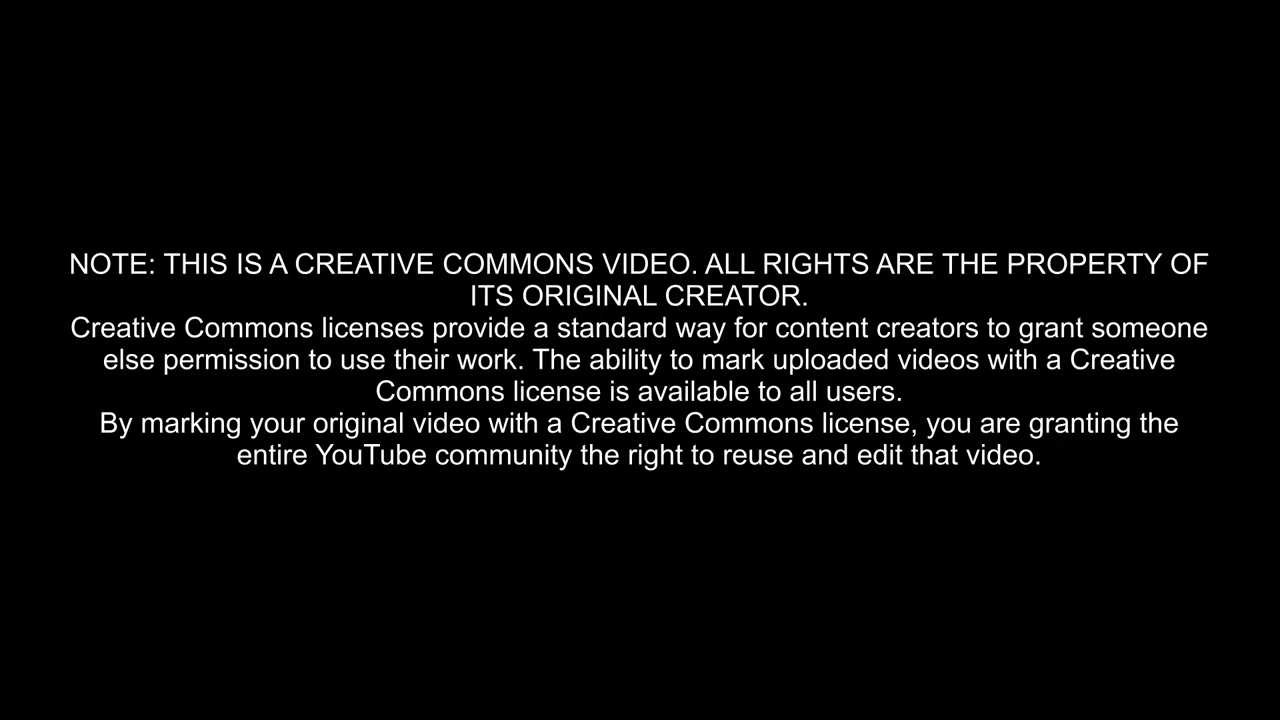 NOTE: THIS IS A CREATIVE COMMONS VIDEO. ALL RIGHTS ARE THE PROPERTY OF
ITS ORIGINAL CREATOR.
Creative Commons licenses provide a standard way for content creators to grant someone
else permission to use their work. The ability to mark uploaded videos with a Creative
Commons license is available to all users.
By marking your original video with a Creative Commons license, you are granting the
entire YouTube community the right to reuse and edit that video.